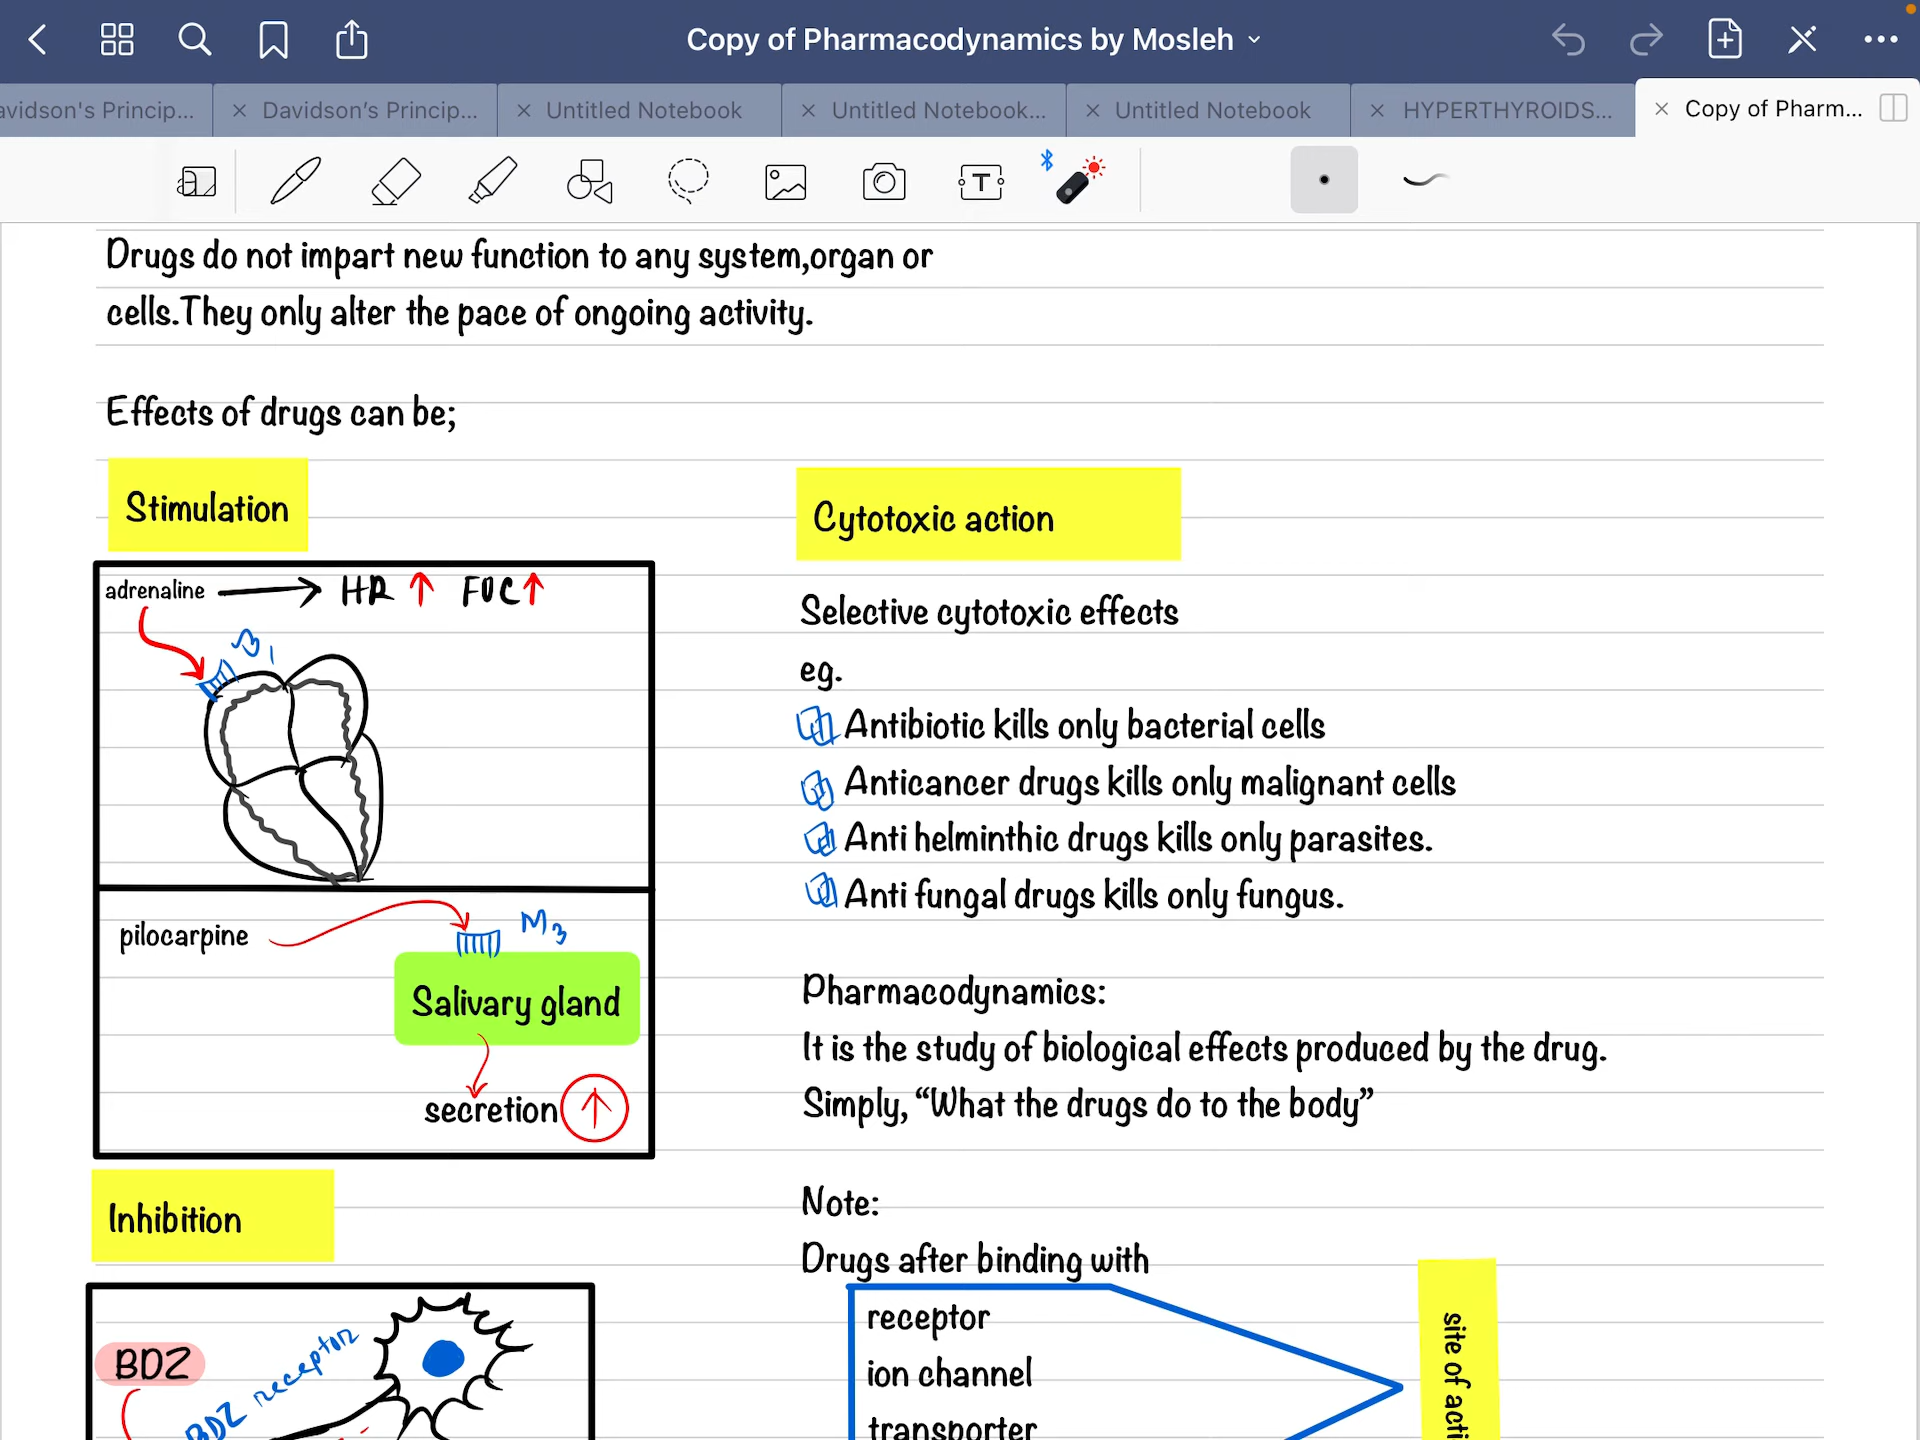 Copy of Pharmacodynamics by Mosleh
avidson's Princip...
Davidson's Princip...
Untitled Notebook
Untitled Notebook...
Untitled Notebook
HYPERTHYROIDS...
Copy of Pharm...
Drugs do not impart new function to any system,organ or
cells.They only alter the pace of ongoing activity.
Effects of drugs can be;
Stimulation
adrenaline → HR ↑ FOC ↑
β1
pilocarpine
M3
Salivary gland
secretion ↑
Inhibition
BDZ
BDZ receptor
Cytotoxic action
Selective cytotoxic effects
eg.
Antibiotic kills only bacterial cells
Anticancer drugs kills only malignant cells
Anti helminthic drugs kills only parasites.
Anti fungal drugs kills only fungus.
Pharmacodynamics:
It is the study of biological effects produced by the drug.
Simply, “What the drugs do to the body”
Note:
Drugs after binding with
receptor
ion channel
transporter
site of acti